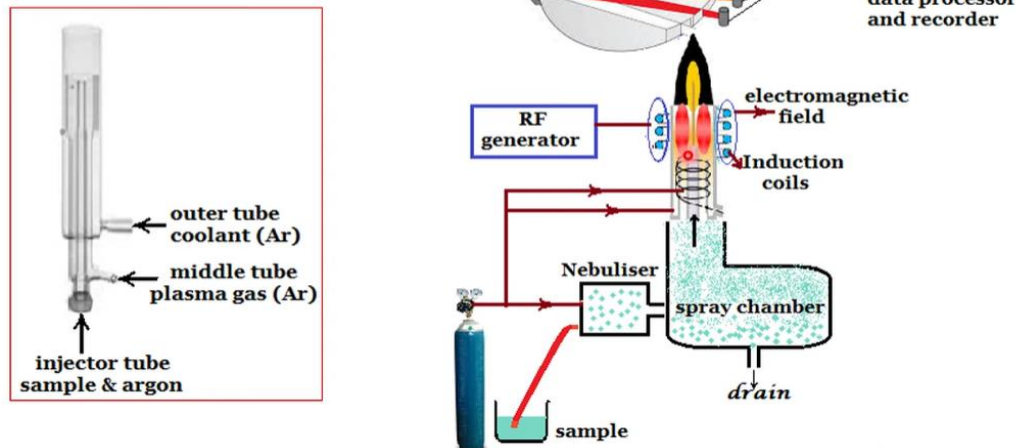 outer tube
coolant (Ar)
middle tube
plasma gas (Ar)
injector tube
sample & argon
and recorder
electromagnetic
field
RF
generator
Induction
coils
Nebuliser
spray chamber
drain
sample